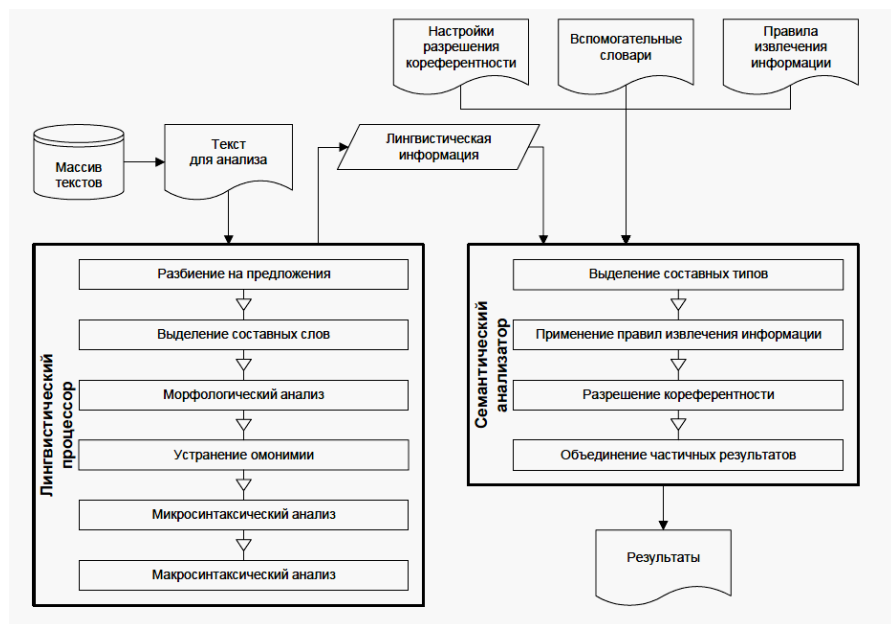 Настройки
разрешения
кореферентности
Вспомогательные
словари
Правила
извлечения
информации
Массив
текстов
Текст
для анализа
Лингвистическая
информация
Лингвистический
процессор
Разбиение на предложения
Выделение составных слов
Морфологический анализ
Устранение омонимии
Микросинтаксический анализ
Макросинтаксический анализ
Семантический
анализатор
Выделение составных типов
Применение правил извлечения информации
Разрешение кореферентности
Объединение частичных результатов
Результаты